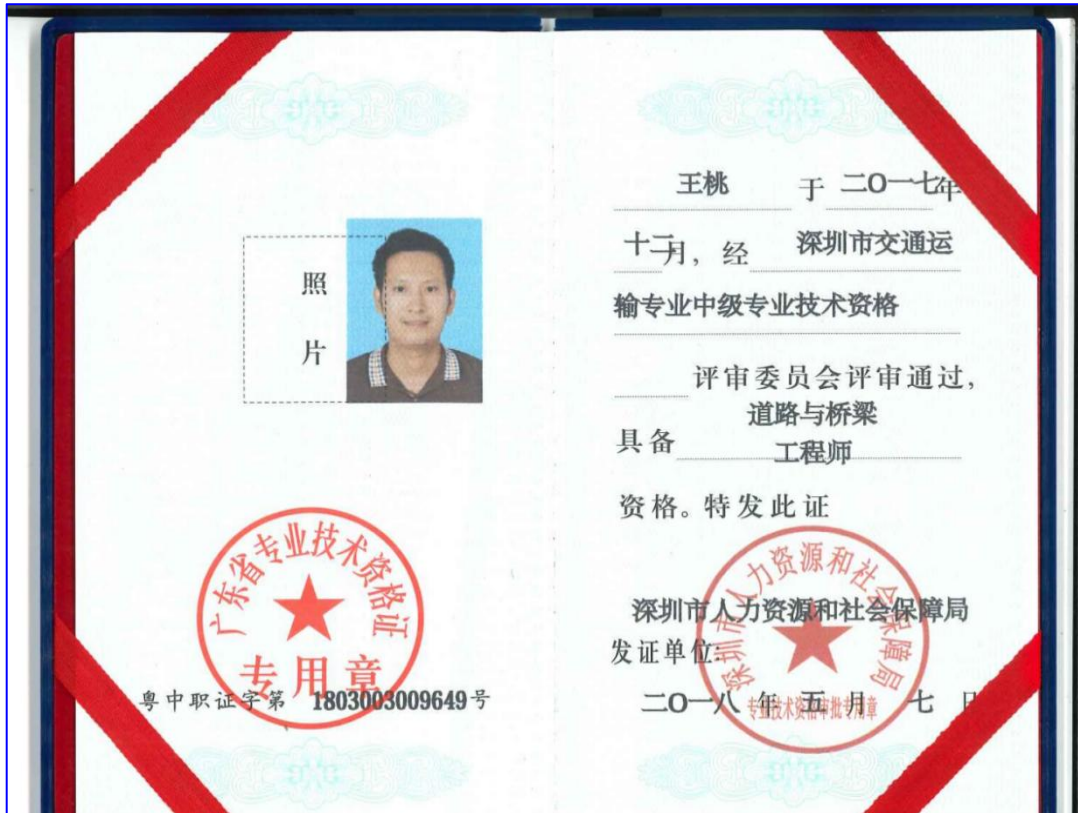 照
片
广东省专业技术资格证
专用章
粤中职证字第 1803003009649号
王桃 于 二〇一七年
十二月，经 深圳市交通运
输专业中级专业技术资格
评审委员会评审通过，
道路与桥梁
具备
工程师
资格。特发此证
深圳市人力资源和社会保障局
深圳市人力资源和社会保障局
发证单位:
二〇一八 年 五 月 七 日
专业技术资格审批专用章